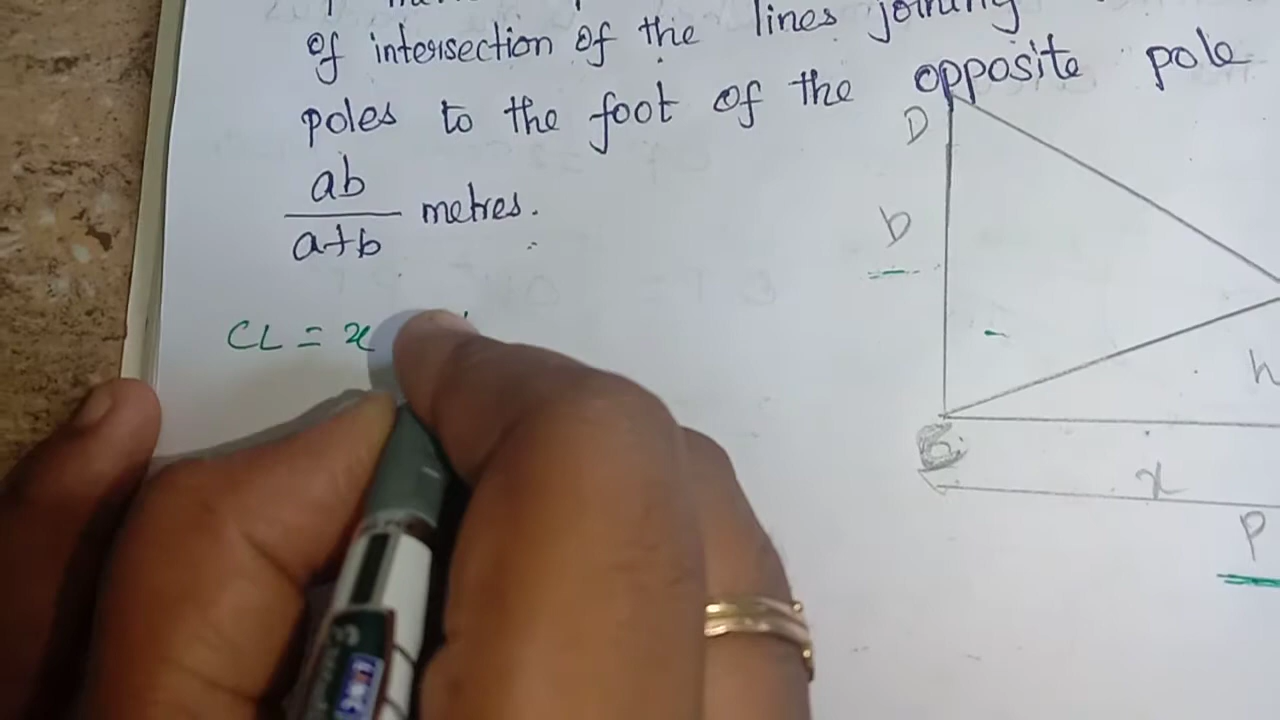 of intersection of the lines joining
poles to the foot of the opposite pole
ab
a+b
metres.
CL = x
D
b
h
x
P